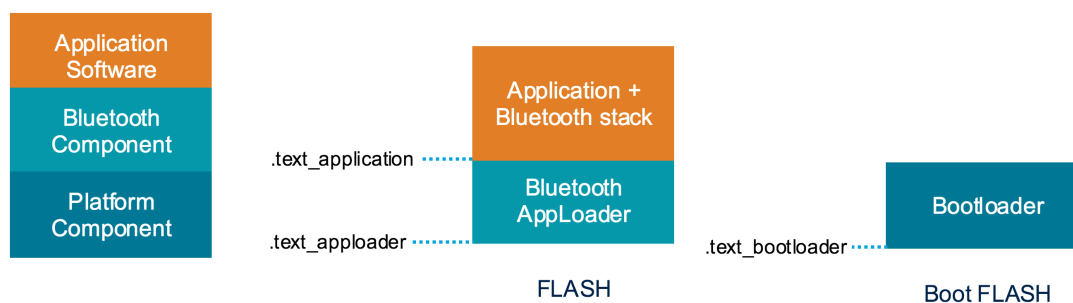 Application
Software
Bluetooth
Component
Platform
Component
Application +
Bluetooth stack
.text_application
Bluetooth
AppLoader
.text_apploader
FLASH
Bootloader
.text_bootloader
Boot FLASH